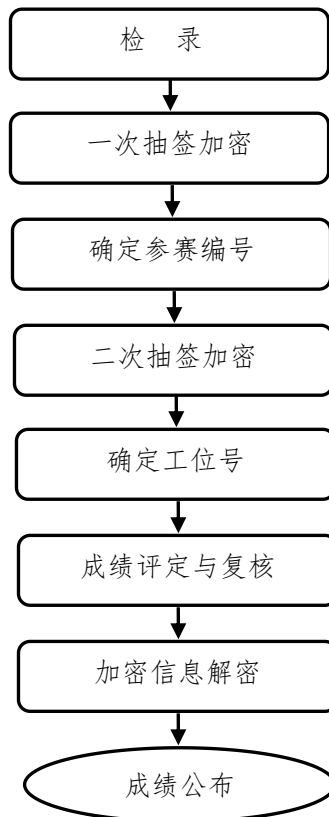 检 录
一次抽签加密
确定参赛编号
二次抽签加密
确定工位号
成绩评定与复核
加密信息解密
成绩公布